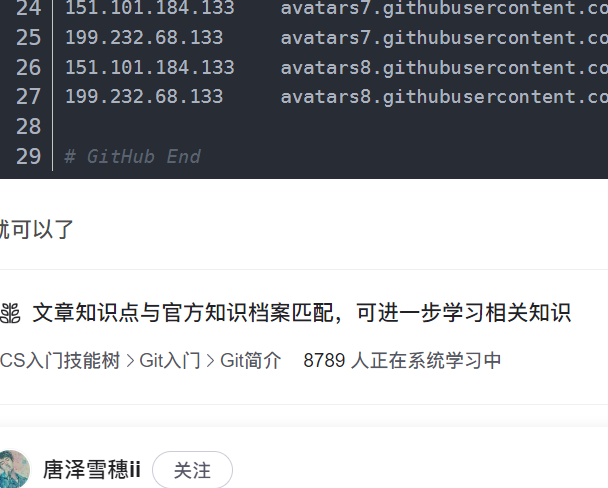 24 151.101.184.133 avatars7.githubusercontent.co
25 199.232.68.133 avatars7.githubusercontent.co
26 151.101.184.133 avatars8.githubusercontent.co
27 199.232.68.133 avatars8.githubusercontent.co
28
29 # GitHub End
就可以了
文章知识点与官方知识档案匹配，可进一步学习相关知识
CS入门技能树 Git入门 Git简介 8789 人正在系统学习中
唐泽雪穗ii 关注